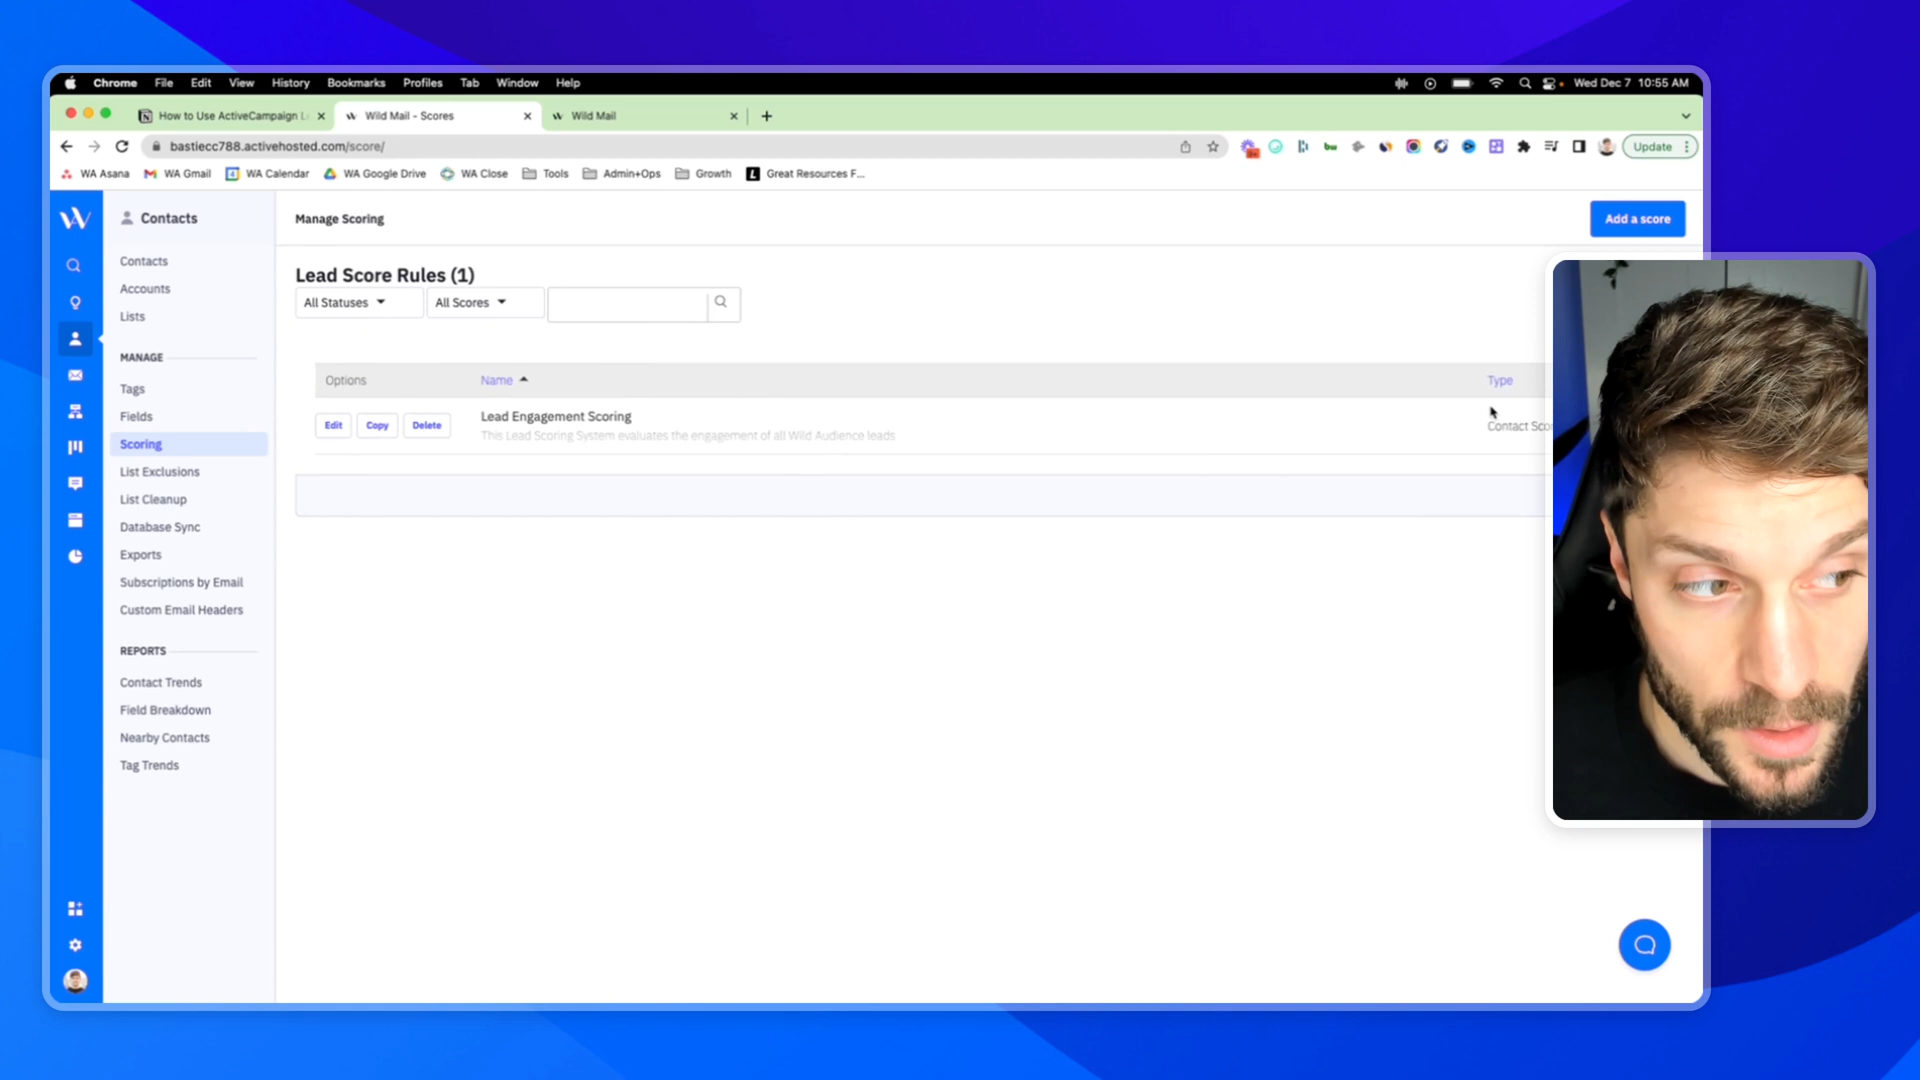 Chrome File Edit View History Bookmarks Profiles Tab Window Help Wed Dec 7 10:55 AM
How to Use ActiveCampaign L Wild Mail - Scores Wild Mail
bastiecc788.activehosted.com/score/ Update
WA Asana WA Gmail WA Calendar WA Google Drive WA Close Tools Admin+Ops Growth Great Resources F...
Contacts
Manage Scoring
Add a score
Contacts
Accounts
Lists
MANAGE
Tags
Fields
Scoring
List Exclusions
List Cleanup
Database Sync
Exports
Subscriptions by Email
Custom Email Headers
REPORTS
Contact Trends
Field Breakdown
Nearby Contacts
Tag Trends
Lead Score Rules (1)
All Statuses All Scores
Options Name Type
Edit Copy Delete Lead Engagement Scoring
This Lead Scoring System evaluates the engagement of all Wild Audience leads
Contact Sco